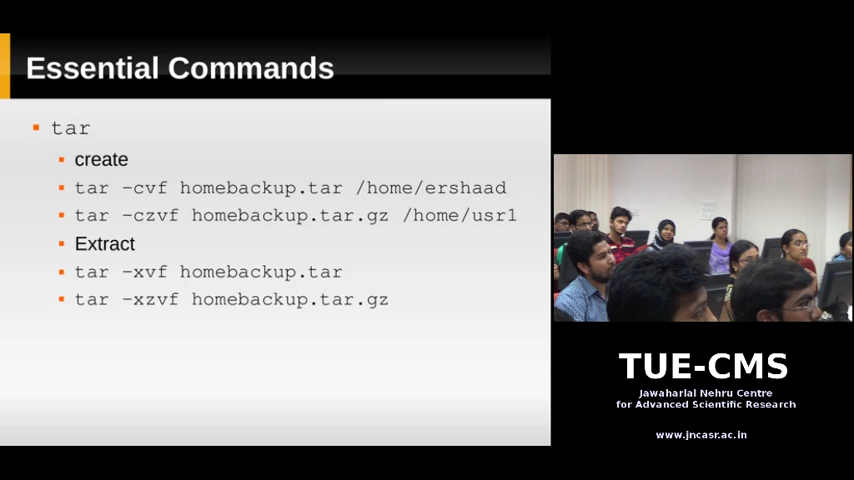 Essential Commands
tar
create
tar -cvf homebackup.tar /home/ershaad
tar -czvf homebackup.tar.gz /home/usr1
Extract
tar -xvf homebackup.tar
tar -xzvf homebackup.tar.gz
TUE-CMS
Jawaharlal Nehru Centre
for Advanced Scientific Research
www.jncasr.ac.in